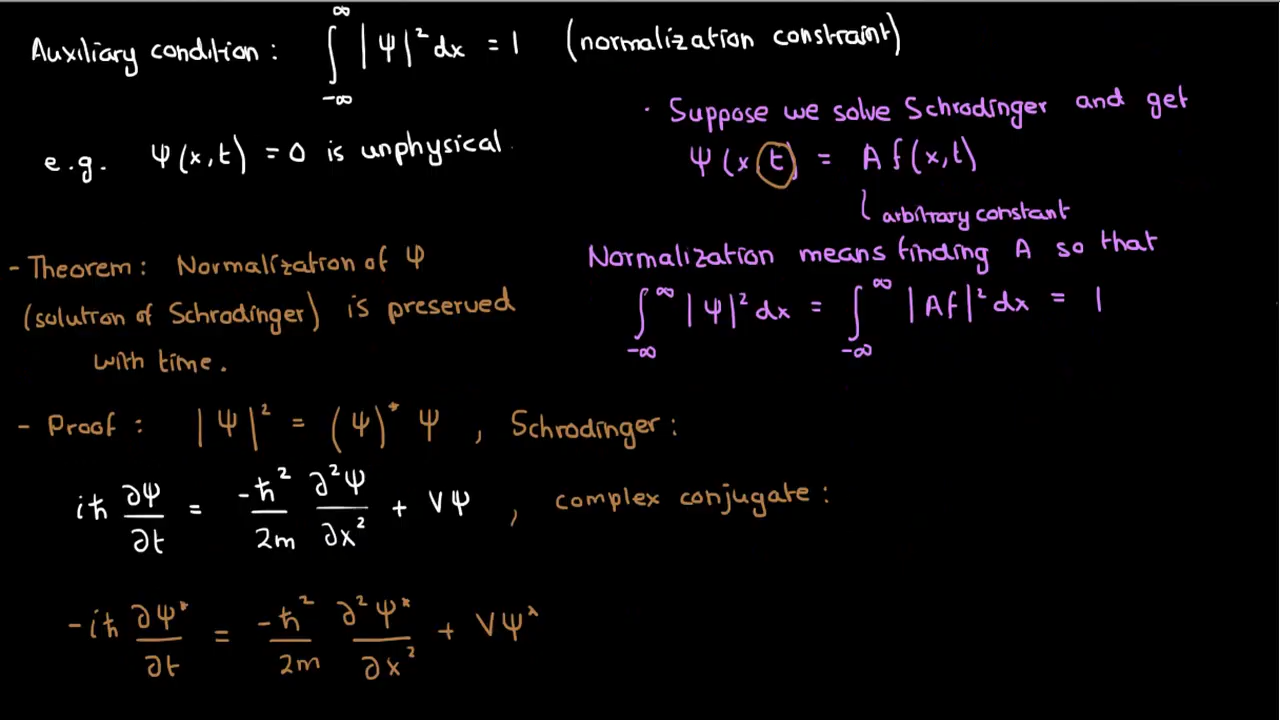 Auxiliary condition : ∫_{-∞}^{∞} |Ψ|² dx = 1 (normalization constraint)
e.g. Ψ(x,t) = 0 is unphysical.
· Suppose we solve Schrodinger and get
Ψ(x t) = A f(x,t)
arbitrary constant
Normalization means finding A so that
∫_{-∞}^{∞} |Ψ|² dx = ∫_{-∞}^{∞} |Af|² dx = 1
- Theorem : Normalization of Ψ
(solution of Schrodinger) is preserved
with time.
- Proof : |Ψ|² = (Ψ)* Ψ , Schrodinger :
iħ ∂Ψ/∂t = -ħ²/2m ∂²Ψ/∂x² + VΨ , complex conjugate :
-iħ ∂Ψ*/∂t = -ħ²/2m ∂²Ψ*/∂x² + VΨ*